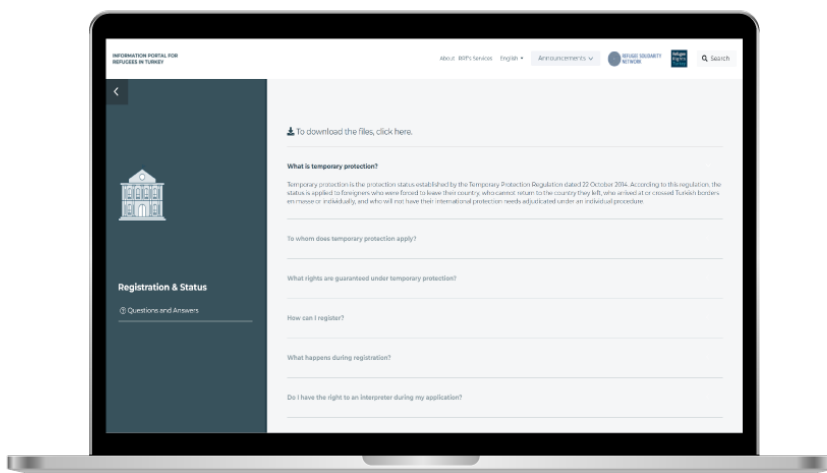 INFORMATION PORTAL FOR
REFUGEES IN TURKEY
About RRT's Services English Announcements REFUGEE SOLIDARITY
NETWORK
Refugee
Rights
Search
To download the files, click here.
What is temporary protection?
Temporary protection is the protection status established by the Temporary Protection Regulation dated 22 October 2014. According to this regulation, the
status is applied to foreigners who were forced to leave their country, who cannot return to the country they left, who arrived at or crossed Turkish borders
en masse or individually, and who will not have their international protection needs adjudicated under an individual procedure.
To whom does temporary protection apply?
What rights are guaranteed under temporary protection?
Registration & Status
Questions and Answers
How can I register?
What happens during registration?
Do I have the right to an interpreter during my application?